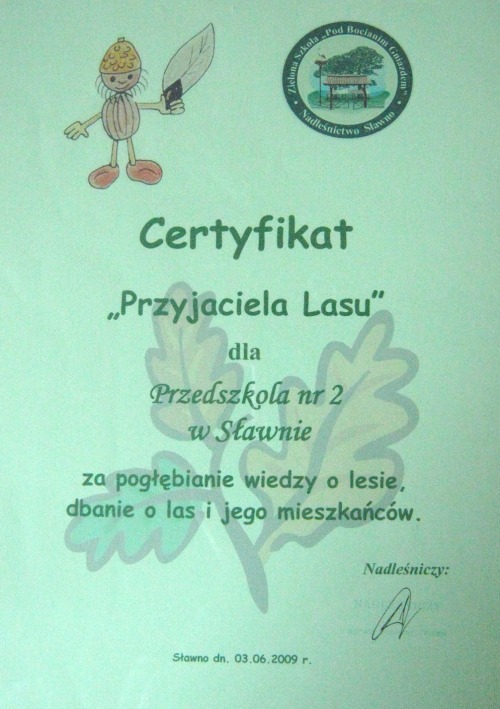 Zielona Szkoła „Pod Bocianim Gniazdem”
Nadleśnictwo Sławno
Certyfikat
„Przyjaciela Lasu”
dla
Przedszkola nr 2
w Sławnie
za pogłębianie wiedzy o lesie,
dbanie o las i jego mieszkańców.
Nadleśniczy:
NADLEŚNICZY
Sławno dn. 03.06.2009 r.